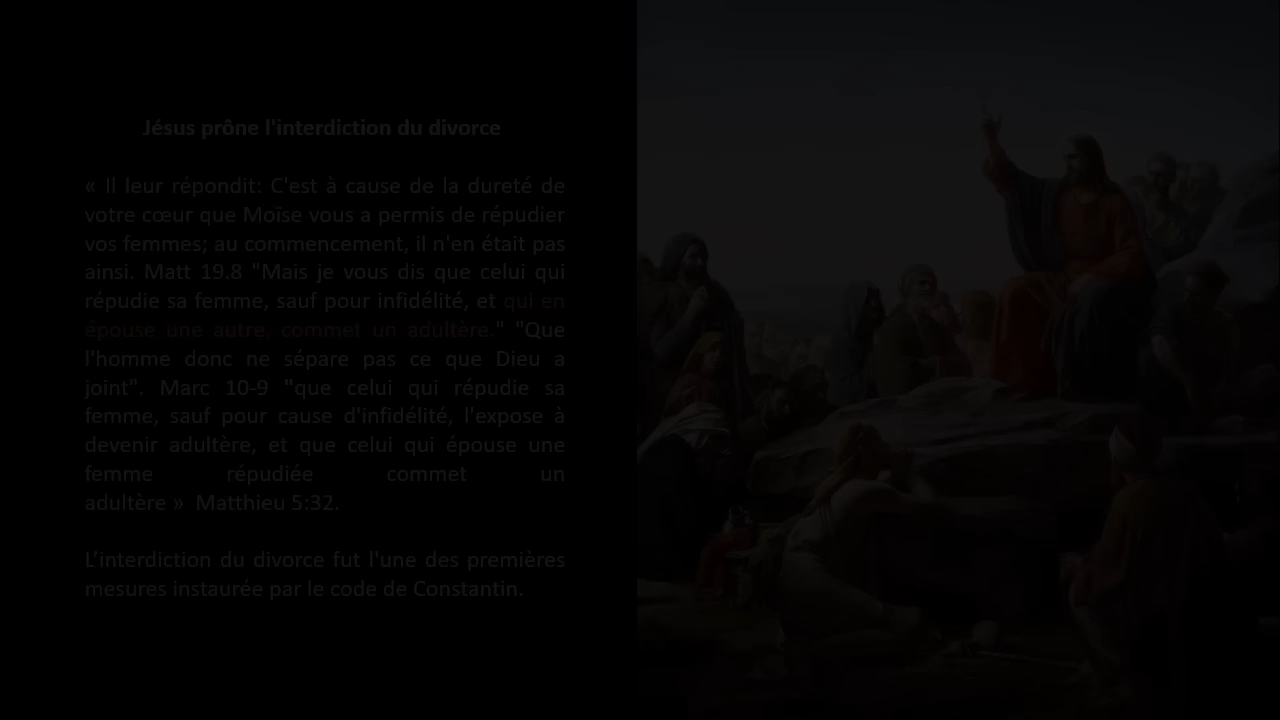 Jésus prône l'interdiction du divorce
« Il leur répondit: C'est à cause de la dureté de
votre cœur que Moïse vous a permis de répudier
vos femmes; au commencement, il n'en était pas
ainsi. Matt 19.8 "Mais je vous dis que celui qui
répudie sa femme, sauf pour infidélité, et qui en
épouse une autre, commet un adultère." "Que
l'homme donc ne sépare pas ce que Dieu a
joint". Marc 10-9 "que celui qui répudie sa
femme, sauf pour cause d'infidélité, l'expose à
devenir adultère, et que celui qui épouse une
femme répudiée commet un
adultère » Matthieu 5:32.
L’interdiction du divorce fut l'une des premières
mesures instaurée par le code de Constantin.